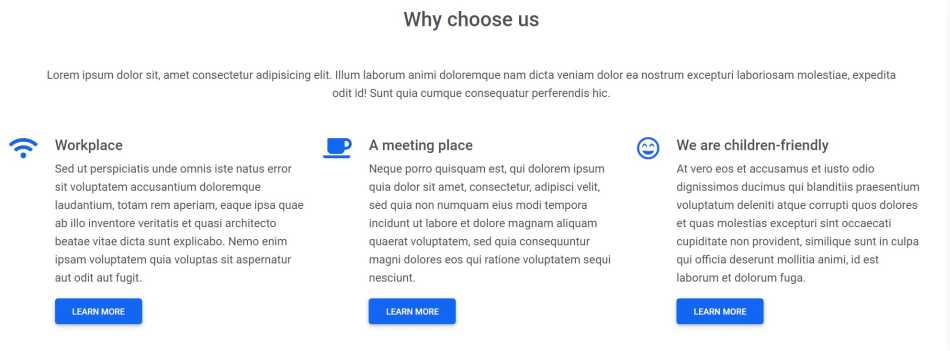 Why choose us
Lorem ipsum dolor sit, amet consectetur adipisicing elit. Illum laborum animi doloremque nam dicta veniam dolor ea nostrum excepturi laboriosam molestiae, expedita
odit id! Sunt quia cumque consequatur perferendis hic.
Workplace
Sed ut perspiciatis unde omnis iste natus error
sit voluptatem accusantium doloremque
laudantium, totam rem aperiam, eaque ipsa quae
ab illo inventore veritatis et quasi architecto
beatae vitae dicta sunt explicabo. Nemo enim
ipsam voluptatem quia voluptas sit aspernatur
aut odit aut fugit.
LEARN MORE
A meeting place
Neque porro quisquam est, qui dolorem ipsum
quia dolor sit amet, consectetur, adipisci velit,
sed quia non numquam eius modi tempora
incidunt ut labore et dolore magnam aliquam
quaerat voluptatem, sed quia consequuntur
magni dolores eos qui ratione voluptatem sequi
nesciunt.
LEARN MORE
We are children-friendly
At vero eos et accusamus et iusto odio
dignissimos ducimus qui blanditiis praesentium
voluptatum deleniti atque corrupti quos dolores
et quas molestias excepturi sint occaecati
cupiditate non provident, similique sunt in culpa
qui officia deserunt mollitia animi, id est
laborum et dolorum fuga.
LEARN MORE